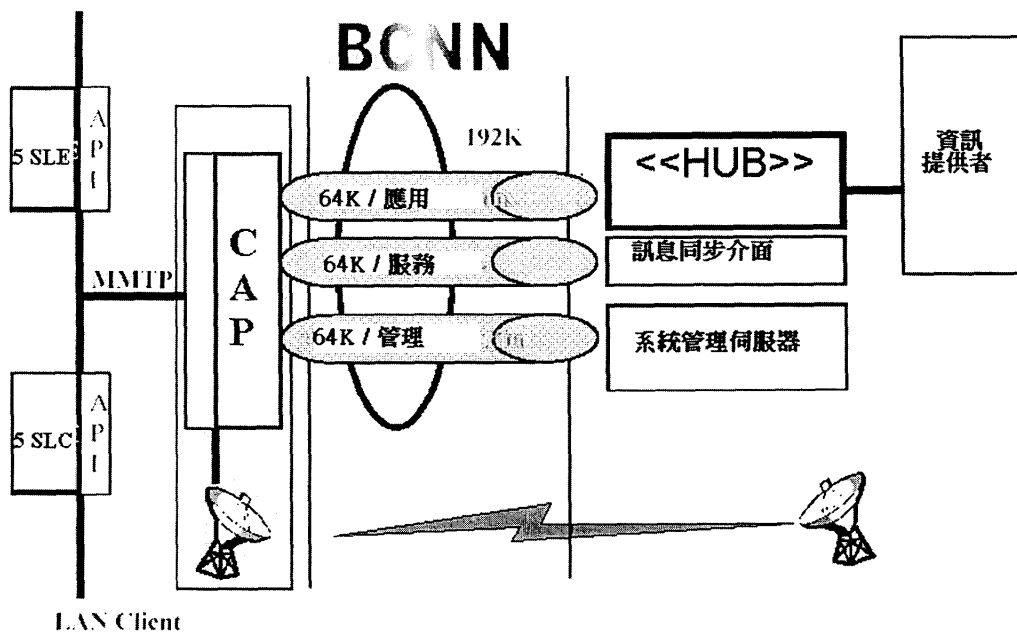 BCNN
192K
5 SLE
API
64K / 應用
<<HUB>>
資訊
提供者
CAP
64K / 服務
訊息同步介面
MMTP
64K / 管理
系統管理伺服器
5 SLC
API
LAN Client